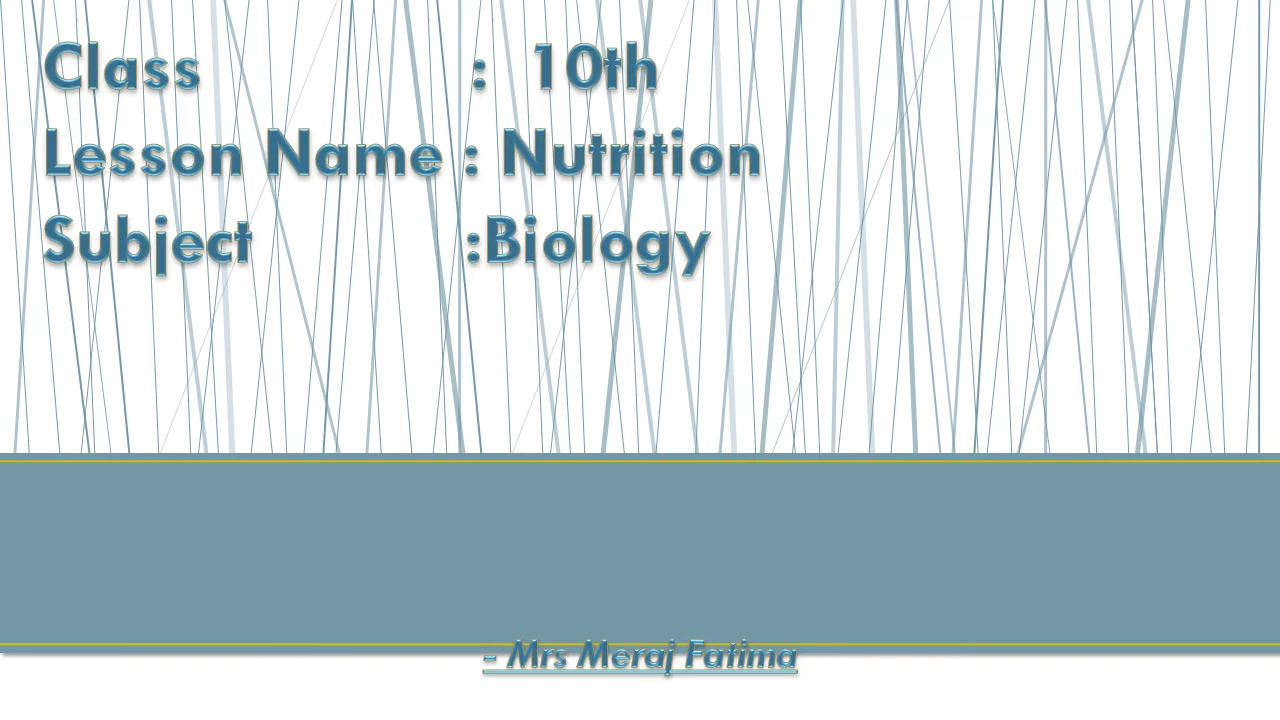 Class : 10th
Lesson Name : Nutrition
Subject :Biology
- Mrs Meraj Fatima